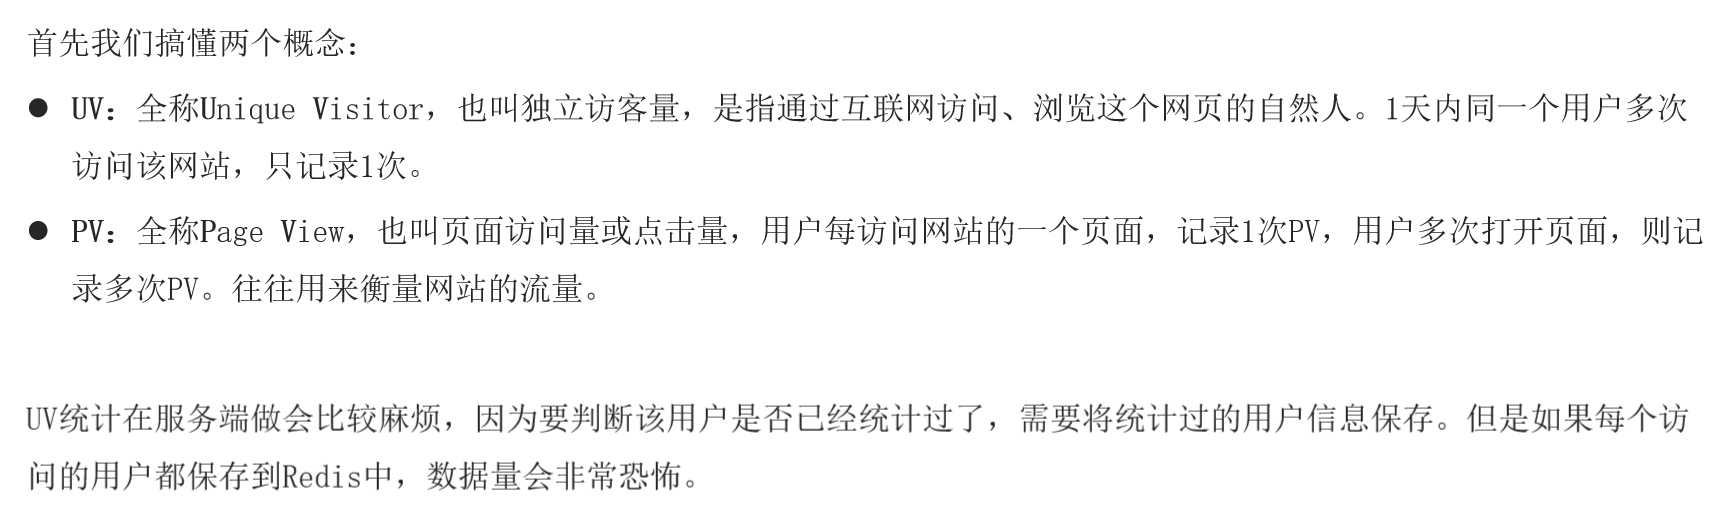 首先我们搞懂两个概念：
● UV：全称Unique Visitor，也叫独立访客量，是指通过互联网访问、浏览这个网页的自然人。1天内同一个用户多次
访问该网站，只记录1次。
● PV：全称Page View，也叫页面访问量或点击量，用户每访问网站的一个页面，记录1次PV，用户多次打开页面，则记
录多次PV。往往用来衡量网站的流量。
UV统计在服务端做会比较麻烦，因为要判断该用户是否已经统计过了，需要将统计过的用户信息保存。但是如果每个访
问的用户都保存到Redis中，数据量会非常恐怖。